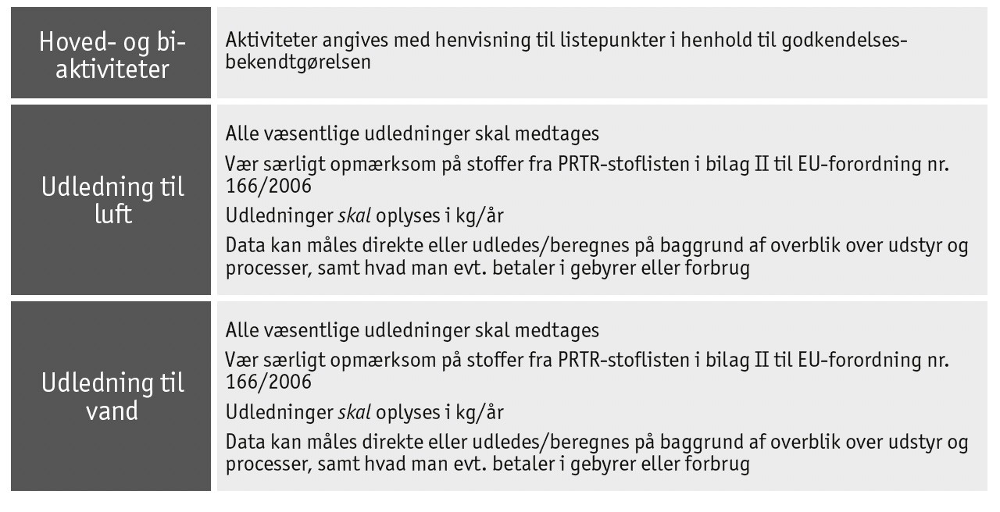 Hoved- og bi-
aktiviteter
Aktiviteter angives med henvisning til listepunkter i henhold til godkendelses-
bekendtgørelsen
Udledning til
luft
Alle væsentlige udledninger skal medtages
Vær særligt opmærksom på stoffer fra PRTR-stoflisten i bilag II til EU-forordning nr.
166/2006
Udledninger skal oplyses i kg/år
Data kan måles direkte eller udledes/beregnes på baggrund af overblik over udstyr og
processer, samt hvad man evt. betaler i gebyrer eller forbrug
Udledning til
vand
Alle væsentlige udledninger skal medtages
Vær særligt opmærksom på stoffer fra PRTR-stoflisten i bilag II til EU-forordning nr.
166/2006
Udledninger skal oplyses i kg/år
Data kan måles direkte eller udledes/beregnes på baggrund af overblik over udstyr og
processer, samt hvad man evt. betaler i gebyrer eller forbrug